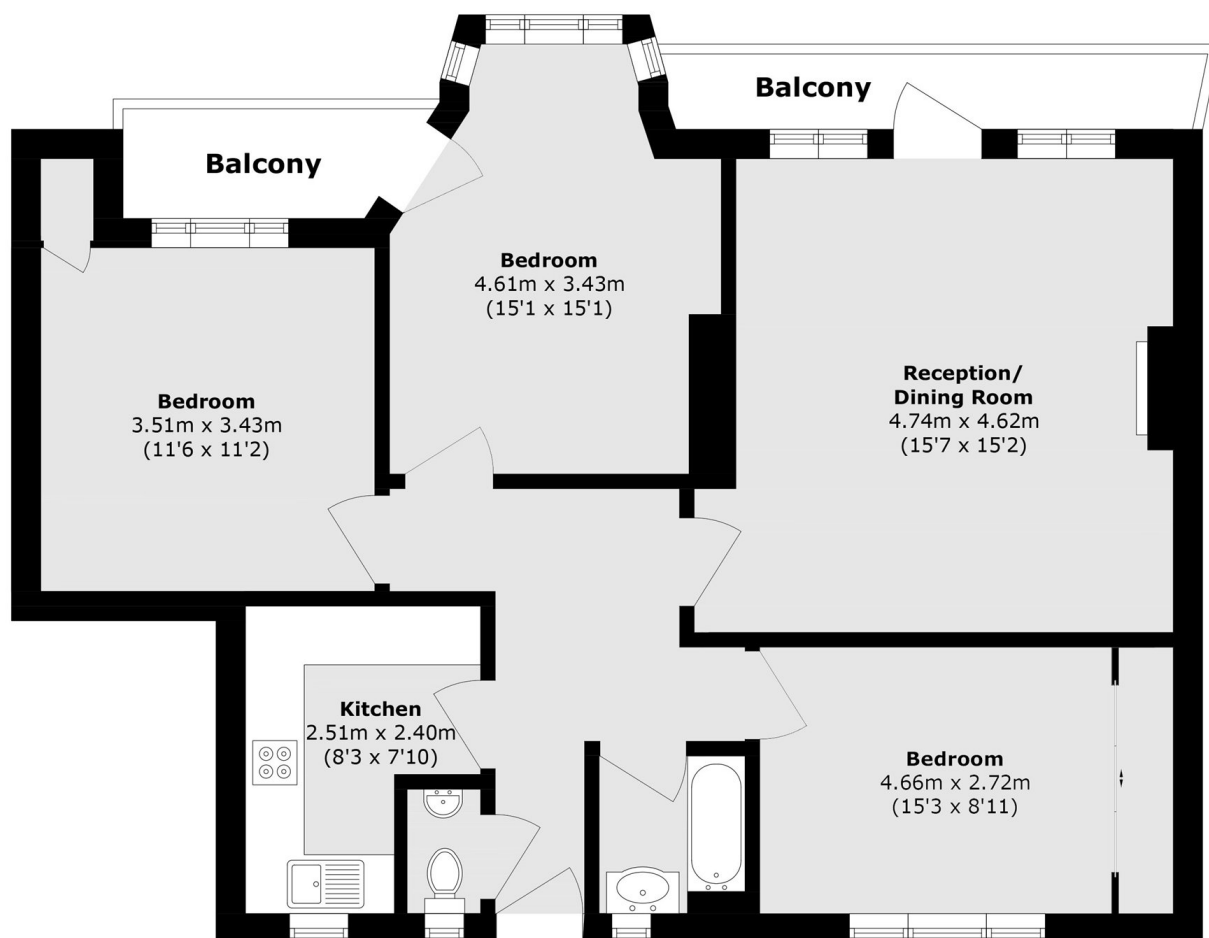 Balcony
Balcony
Bedroom
4.61m x 3.43m
(15'1 x 15'1)
Bedroom
3.51m x 3.43m
(11'6 x 11'2)
Reception/
Dining Room
4.74m x 4.62m
(15'7 x 15'2)
Kitchen
2.51m x 2.40m
(8'3 x 7'10)
Bedroom
4.66m x 2.72m
(15'3 x 8'11)